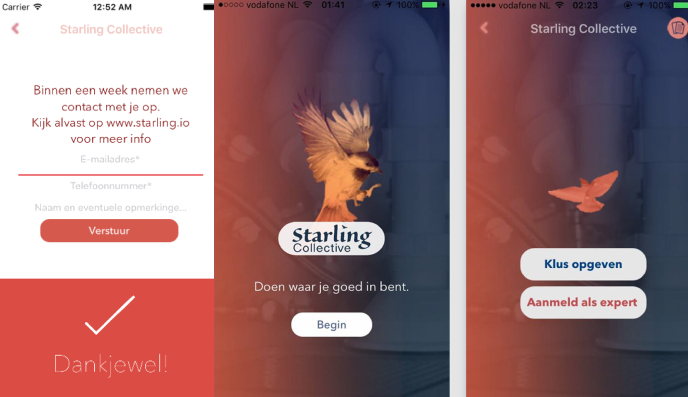 Carrier 12:52 AM
Starling Collective
Binnen een week nemen we
contact met je op.
Kijk alvast op www.starling.io
voor meer info
E-mailadres*
Telefoonnummer*
Naam en eventuele opmerkinge...
Verstuur
Dankjewel!
vodafone NL 01:41 100%
Starling
Collective
Doen waar je goed in bent.
Begin
vodafone NL 02:23 100%
Starling Collective
Klus opgeven
Aanmeld als expert